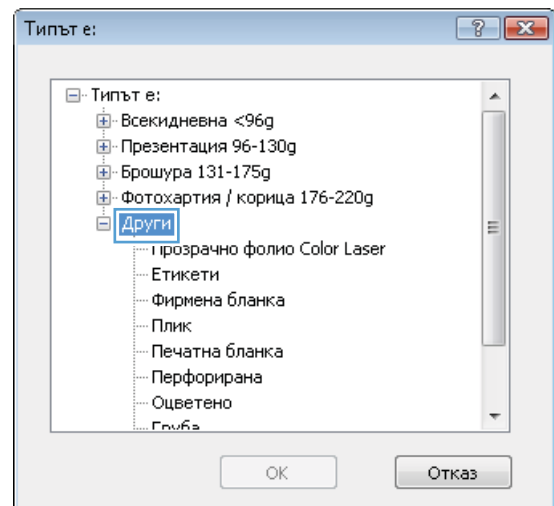 Типът е:
Типът е:
Всекидневна <96g
Презентация 96-130g
Брошура 131-175g
Фотохартия / корица 176-220g
Други
Прозрачно фолио Color Laser
Етикети
Фирмена бланка
Плик
Печатна бланка
Перфорирана
Оцветено
Груба
OK
Отказ